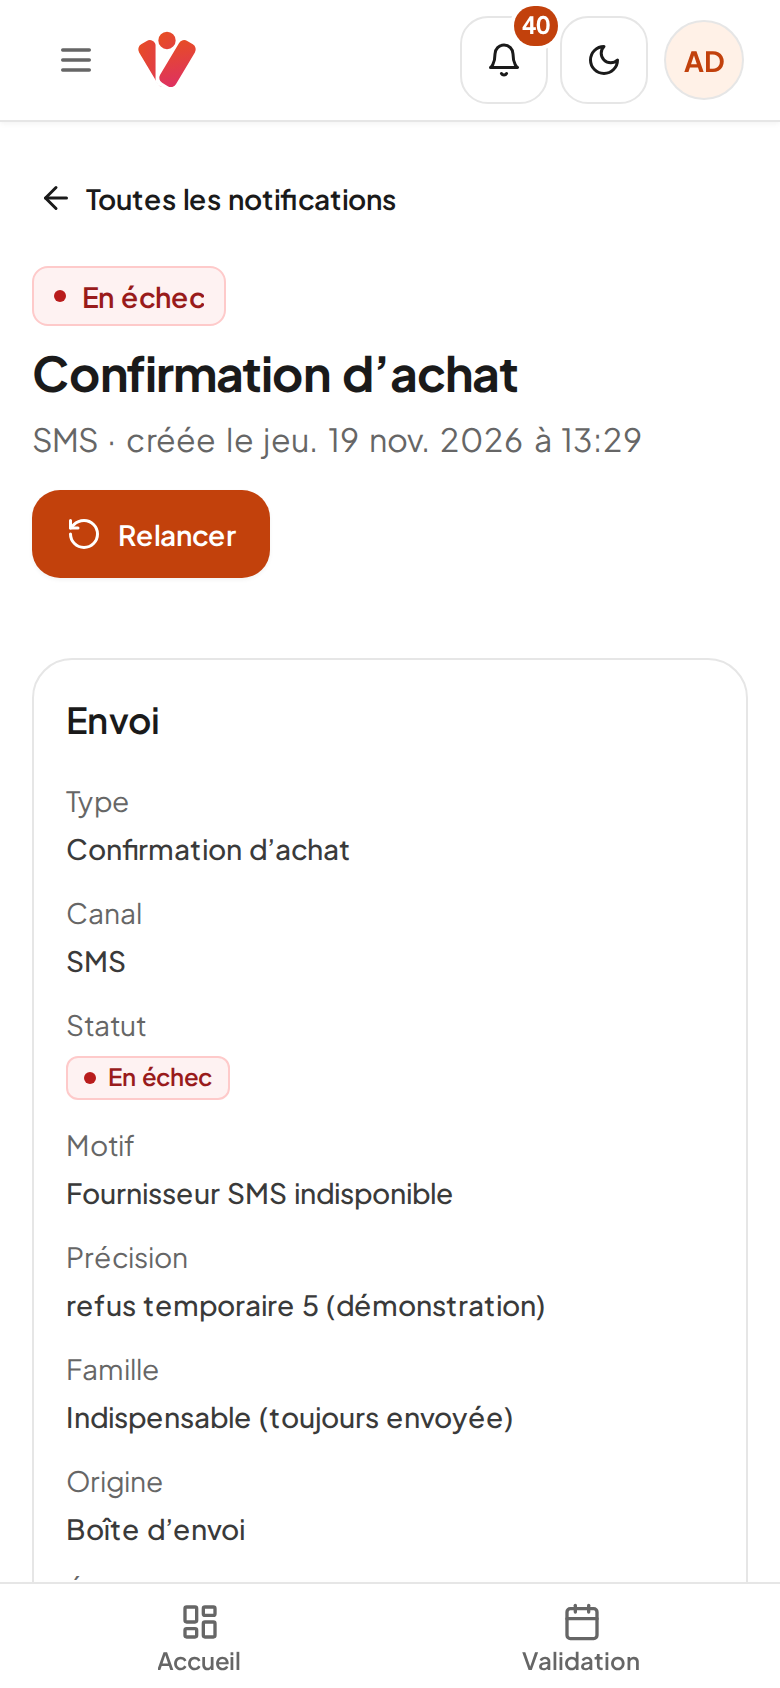 40
AD
Toutes les notifications
En échec
Confirmation d’achat
SMS · créée le jeu. 19 nov. 2026 à 13:29
Relancer
Envoi
Type
Confirmation d’achat
Canal
SMS
Statut
En échec
Motif
Fournisseur SMS indisponible
Précision
refus temporaire 5 (démonstration)
Famille
Indispensable (toujours envoyée)
Origine
Boîte d’envoi
Accueil
Validation